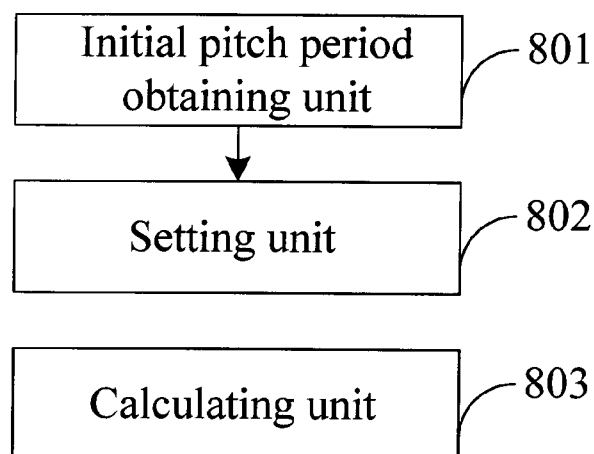 Initial pitch period
obtaining unit
801
Setting unit
802
Calculating unit
803